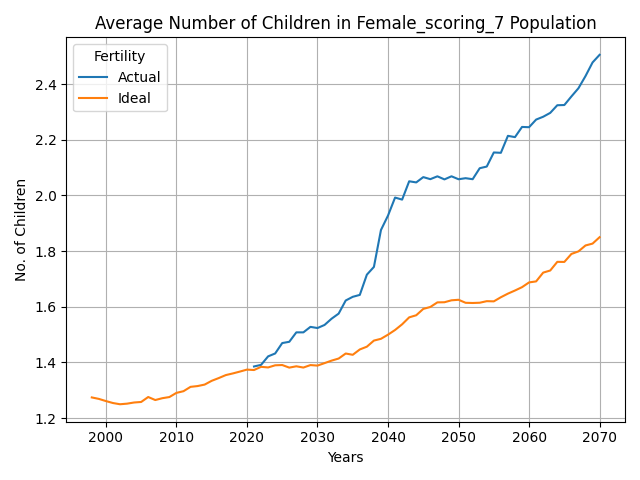 Average Number of Children in Female_scoring_7 Population
Fertility
Actual
Ideal
No. of Children
2.4
2.2
2.0
1.8
1.6
1.4
1.2
2000 2010 2020 2030 2040 2050 2060 2070
Years